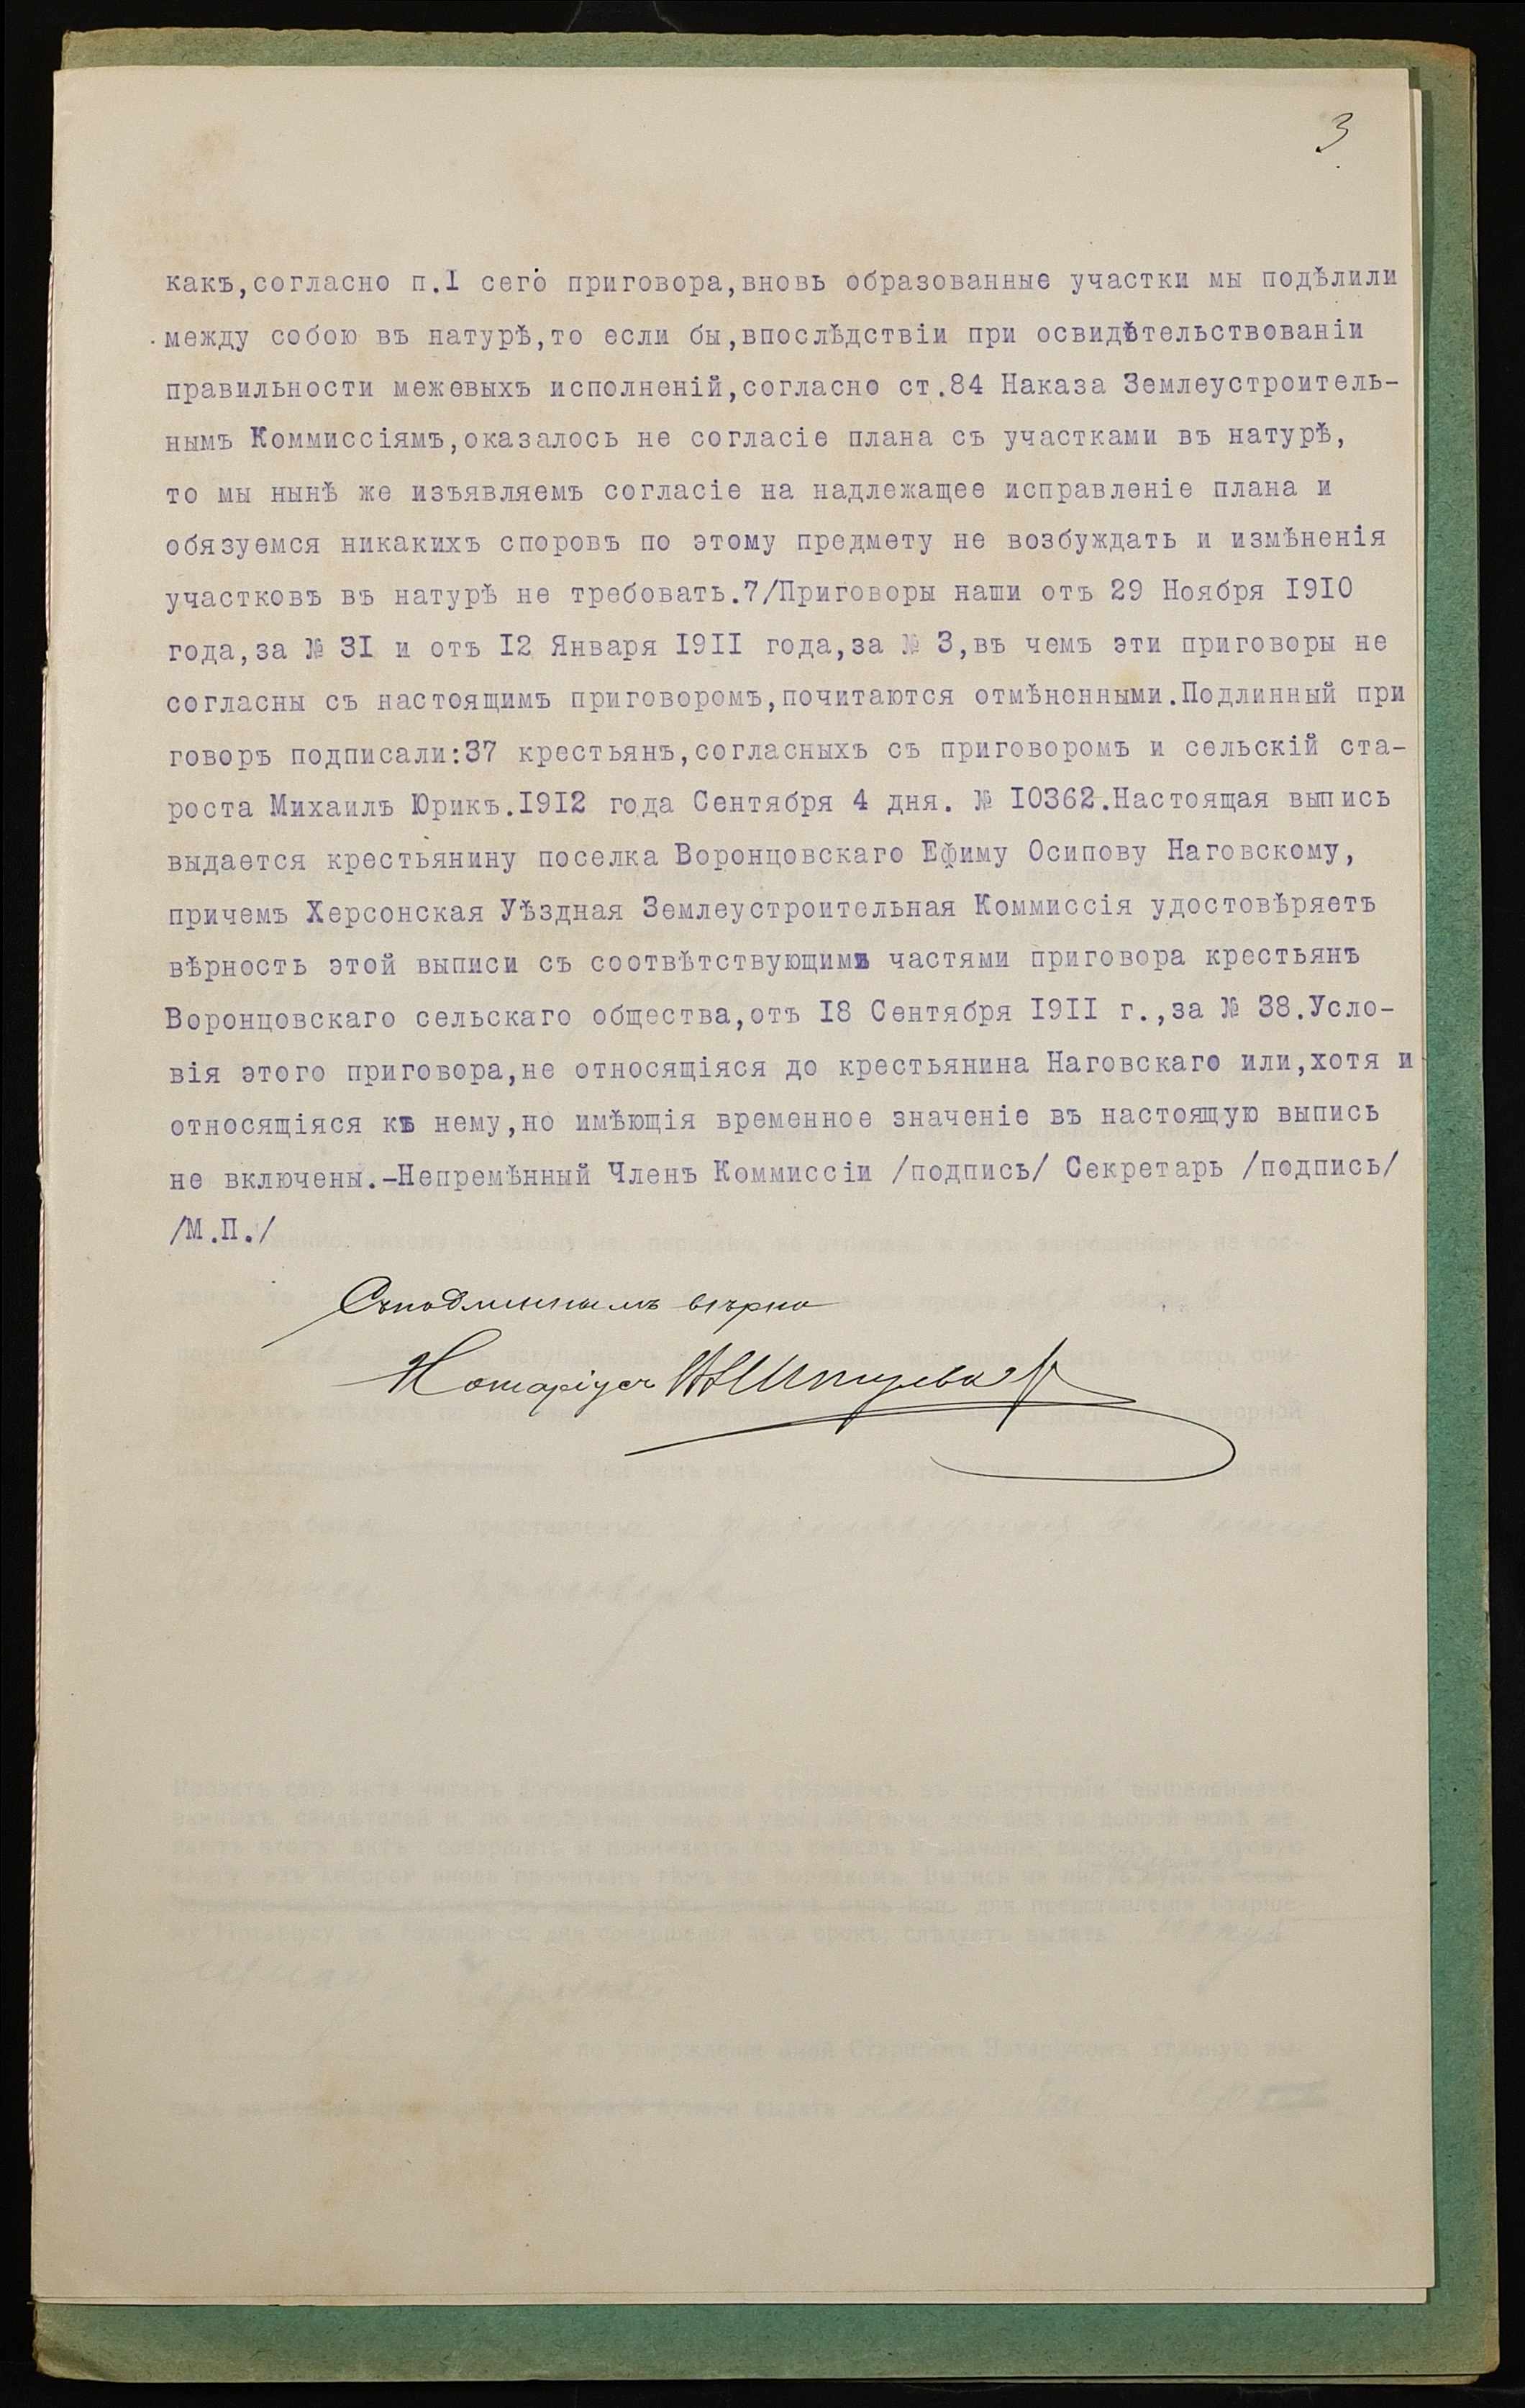 3
какъ,согласно п.I сего приговора,вновь образованные участки мы подѣлили
между собою въ натурѣ,то если бы,впослѣдствіи при освидѣтельствованіи
правильности межевыхъ исполненій,согласно ст.84 Наказа Землеустроитель-
нымъ Коммиссіямъ,оказалось не согласіе плана съ участками въ натурѣ,
то мы нынѣ же изъявляемъ согласіе на надлежащее исправленіе плана и
обязуемся никакихъ споровъ по этому предмету не возбуждать и измѣненія
участковъ въ натурѣ не требовать.7/Приговоры наши отъ 29 Ноября I9I0
года,за № 3I и отъ I2 Января I9II года,за № 3,въ чемъ эти приговоры не
согласны съ настоящимъ приговоромъ,почитаются отмѣненными.Подлинный при
говоръ подписали:37 крестьянъ,согласныхъ съ приговоромъ и сельскій ста-
роста Михаилъ Юрикъ.I9I2 года Сентября 4 дня. № I0362.Настоящая выпись
выдается крестьянину поселка Воронцовскаго Ефиму Осипову Наговскому,
причемъ Херсонская Уѣздная Землеустроительная Коммиссія удостовѣряетъ
вѣрность этой выписи съ соотвѣтствующими частями приговора крестьянъ
Воронцовскаго сельскаго общества,отъ I8 Сентября I9II г.,за № 38.Усло-
вія этого приговора,не относящіяся до крестьянина Наговскаго или,хотя и
относящіяся къ нему,но имѣющія временное значеніе въ настоящую выпись
не включены.-Непремѣнный Членъ Коммиссіи /подпись/ Секретарь /подпись/
/М.П./
Съ подлиннымъ вѣрно
Нотаріусъ